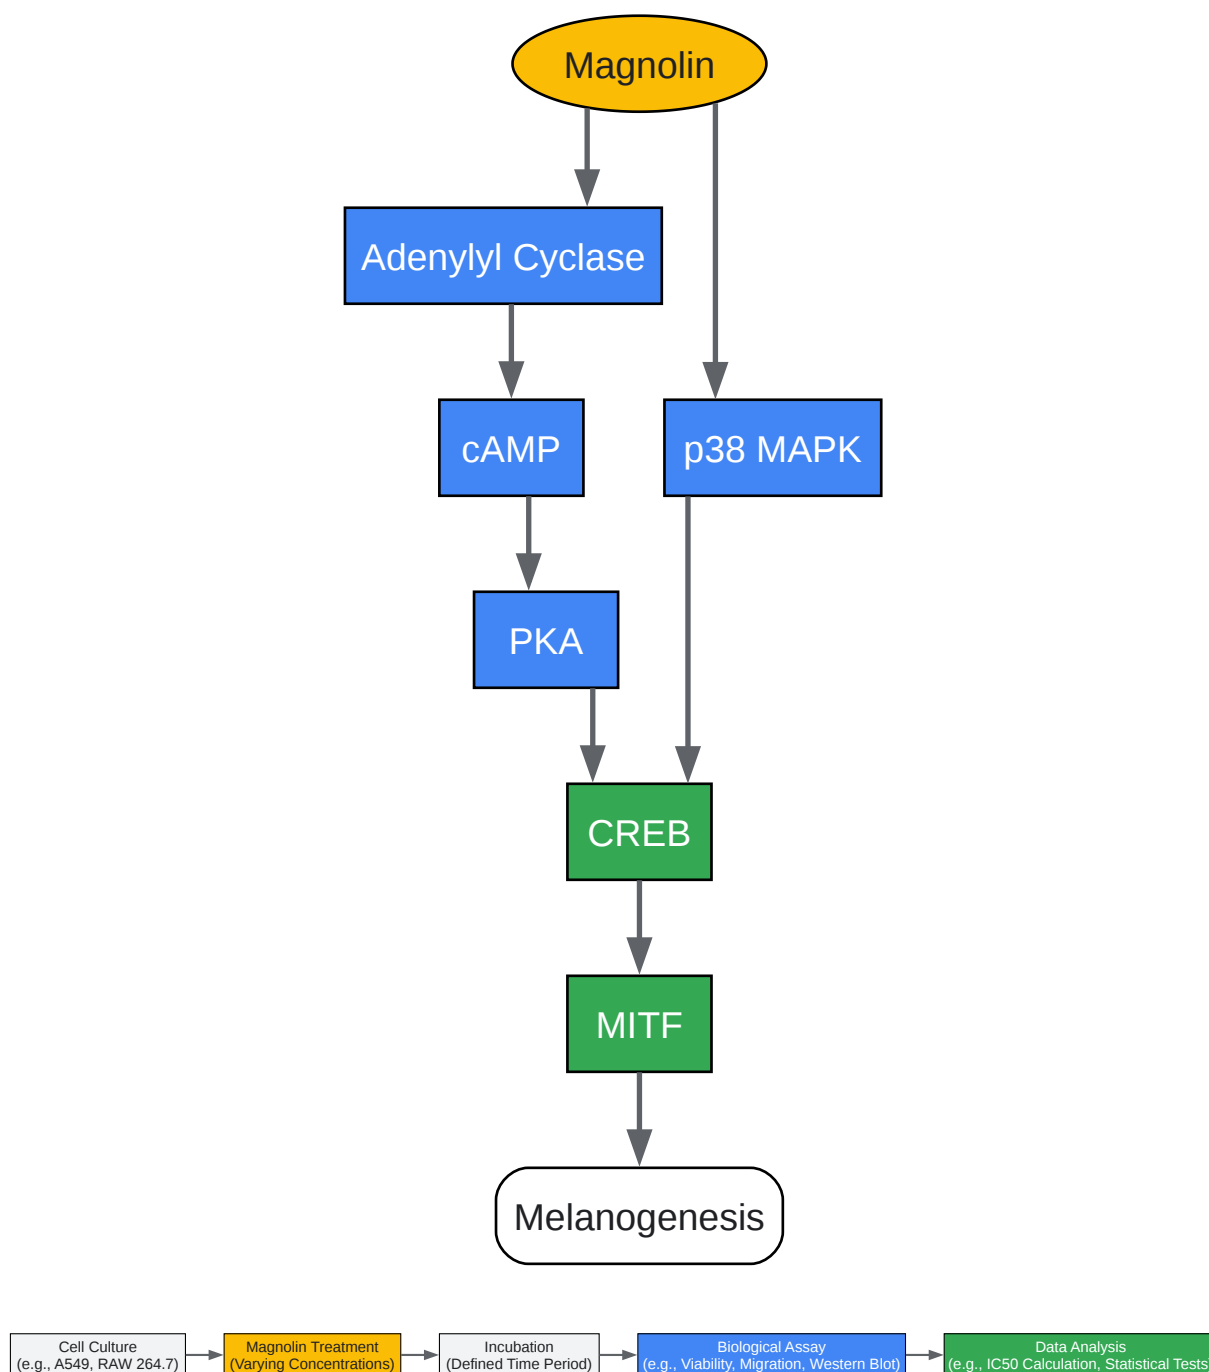 Magnolin
Adenylyl Cyclase
cAMP
p38 MAPK
PKA
CREB
MITF
Melanogenesis
Cell Culture
(e.g., A549, RAW 264.7)
Magnolin Treatment
(Varying Concentrations)
Incubation
(Defined Time Period)
Biological Assay
(e.g., Viability, Migration, Western Blot)
Data Analysis
(e.g., IC50 Calculation, Statistical Tests